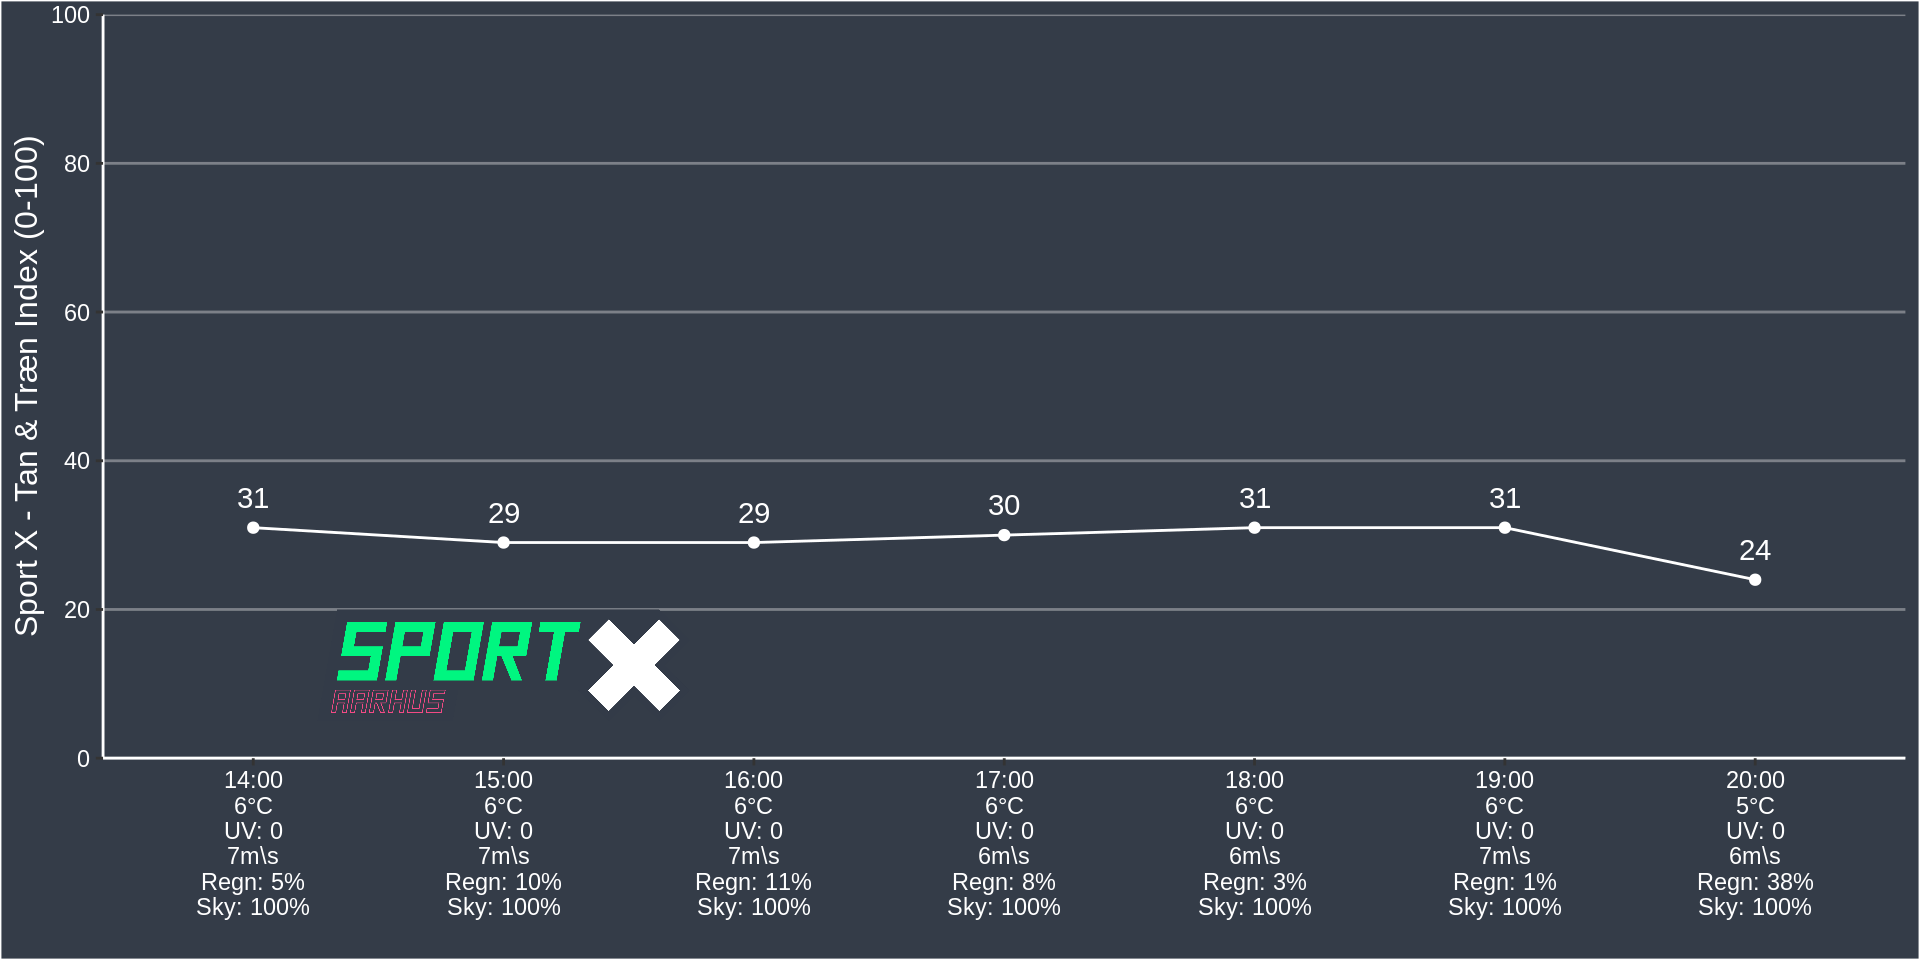 Sport X - Tan & Træn Index (0-100)
100
80
60
40
20
0
31
29
29
30
31
31
24
SPORT X
AARHUS
14:00 15:00 16:00 17:00 18:00 19:00 20:00
6°C 6°C 6°C 6°C 6°C 6°C 5°C
UV: 0 UV: 0 UV: 0 UV: 0 UV: 0 UV: 0 UV: 0
7m\s 7m\s 7m\s 6m\s 6m\s 7m\s 6m\s
Regn: 5% Regn: 10% Regn: 11% Regn: 8% Regn: 3% Regn: 1% Regn: 38%
Sky: 100% Sky: 100% Sky: 100% Sky: 100% Sky: 100% Sky: 100% Sky: 100%